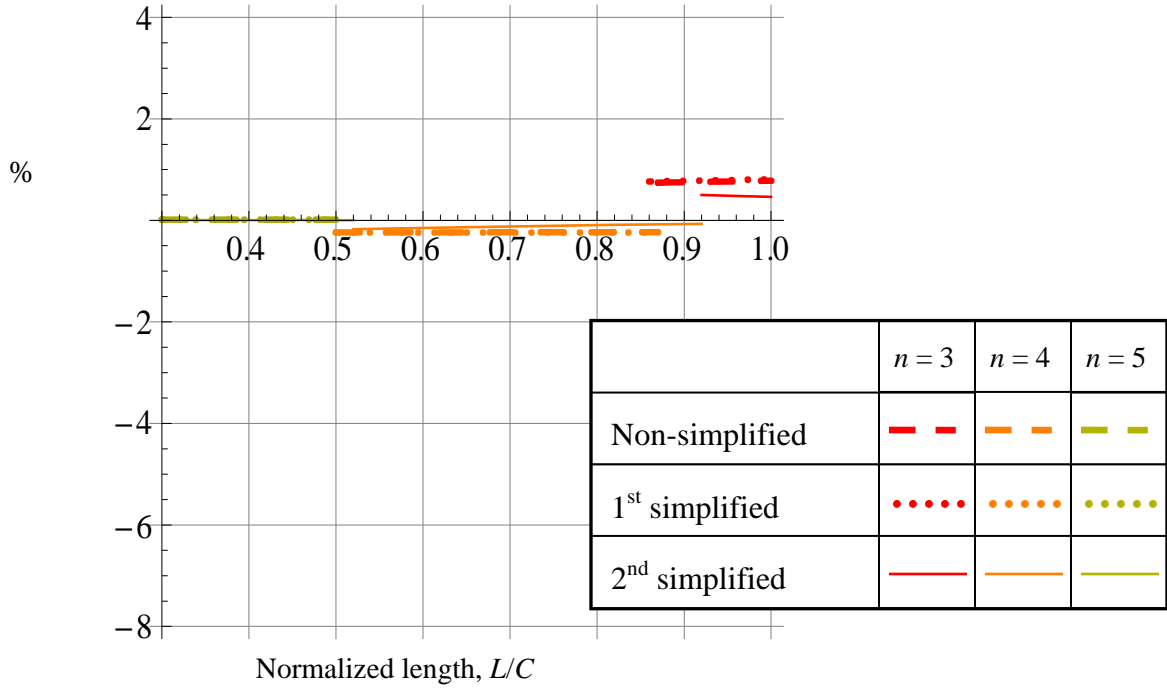 4
2
%
0.4 0.5 0.6 0.7 0.8 0.9 1.0
−2
−4
−6
−8
Normalized length, L/C
n = 3 n = 4 n = 5
Non-simplified
1st simplified
2nd simplified